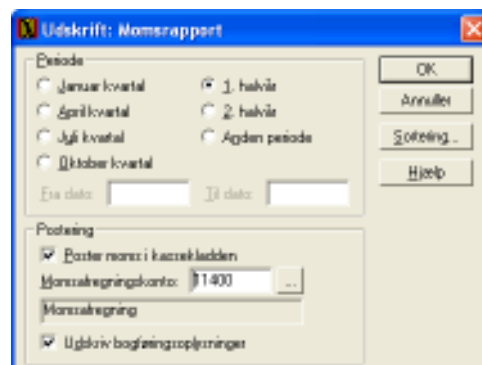 Udskrift: Momsrapport
Periode
Januar kvartal
1. halvår
April kvartal
2. halvår
Juli kvartal
Anden periode
Oktober kvartal
Fra dato:
Til dato:
OK
Annuller
Sortering...
Hjælp
Postering
Poster moms i kassekladden
Momsafregningskonto:
11400
...
Momsafregning
Udskriv bogføringsoplysninger